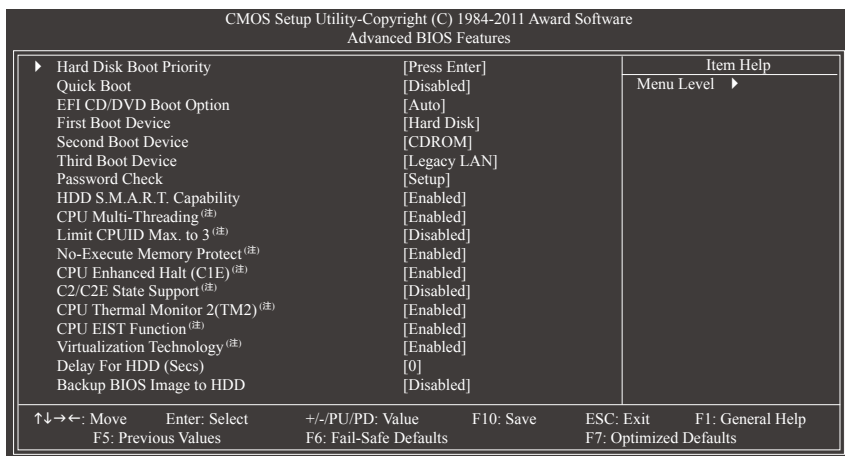 CMOS Setup Utility-Copyright (C) 1984-2011 Award Software
Advanced BIOS Features
▶ Hard Disk Boot Priority [Press Enter]
Quick Boot [Disabled]
EFI CD/DVD Boot Option [Auto]
First Boot Device [Hard Disk]
Second Boot Device [CDROM]
Third Boot Device [Legacy LAN]
Password Check [Setup]
HDD S.M.A.R.T. Capability [Enabled]
CPU Multi-Threading (注) [Enabled]
Limit CPUID Max. to 3 (注) [Disabled]
No-Execute Memory Protect (注) [Enabled]
CPU Enhanced Halt (C1E) (注) [Enabled]
C2/C2E State Support (注) [Disabled]
CPU Thermal Monitor 2(TM2) (注) [Enabled]
CPU EIST Function (注) [Enabled]
Virtualization Technology (注) [Enabled]
Delay For HDD (Secs) [0]
Backup BIOS Image to HDD [Disabled]
Item Help
Menu Level ▶
↑↓→←: Move Enter: Select +/-/PU/PD: Value F10: Save ESC: Exit F1: General Help
F5: Previous Values F6: Fail-Safe Defaults F7: Optimized Defaults